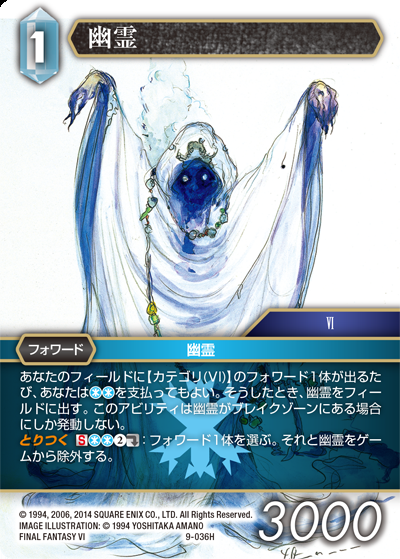 1
幽霊
VI
フォワード
幽霊
あなたのフィールドに【カテゴリ(VI)】のフォワード1体が出るた
び、あなたは氷氷を支払ってもよい。そうしたとき、幽霊をフィー
ルドに出す。このアビリティは幽霊がブレイクゾーンにある場合
にしか発動しない。
とりつく S氷氷2:フォワード1体を選ぶ。それと幽霊をゲー
ムから除外する。
© 1994, 2006, 2014 SQUARE ENIX CO., LTD. All Rights Reserved.
IMAGE ILLUSTRATION: © 1994 YOSHITAKA AMANO
FINAL FANTASY VI
9-036H
3000